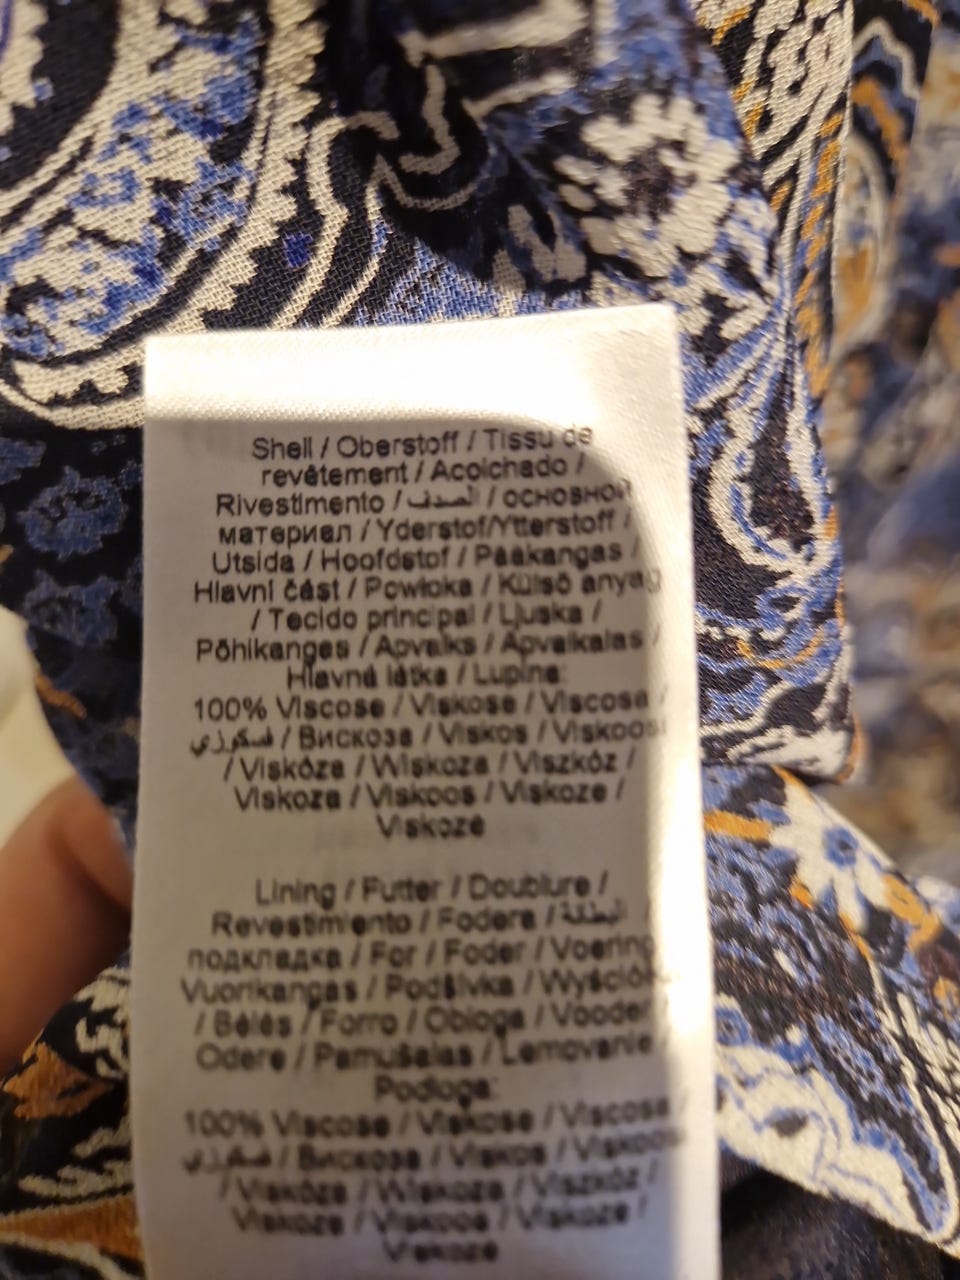 Shell / Oberstoff / Tissu de
revêtement / Acolchado /
Rivestimento / الصدف / основной
материал / Yderstof/Ytterstoff /
Utsida / Hoofdstof / Pääkangas /
Hlavní část / Powłoka / Külső anyag
/ Tecido principal / Ljuska /
Põhikangas / Apvalks / Apvalkalas /
Hlavná látka / Lupina:
100% Viscose / Viskose / Viscosa /
فسكوزي / Вискоза / Viskos / Viskoosi
/ Viskóza / Wiskoza / Viszkóz /
Viskoza / Viskoos / Viskoze /
Viskozė
Lining / Futter / Doublure /
Revestimiento / Fodera / البطانة /
подкладка / For / Foder / Voering
Vuorikangas / Podšívka / Wyściółka
/ Bélés / Forro / Obloga / Vooder
Odere / Pamušalas / Lemovanie /
Podloga:
100% Viscose / Viskose / Viscosa /
فسكوزي / Вискоза / Viskos / Viskoosi
/ Viskóza / Wiskoza / Viszkóz /
Viskoza / Viskoos / Viskoze /
Viskozė